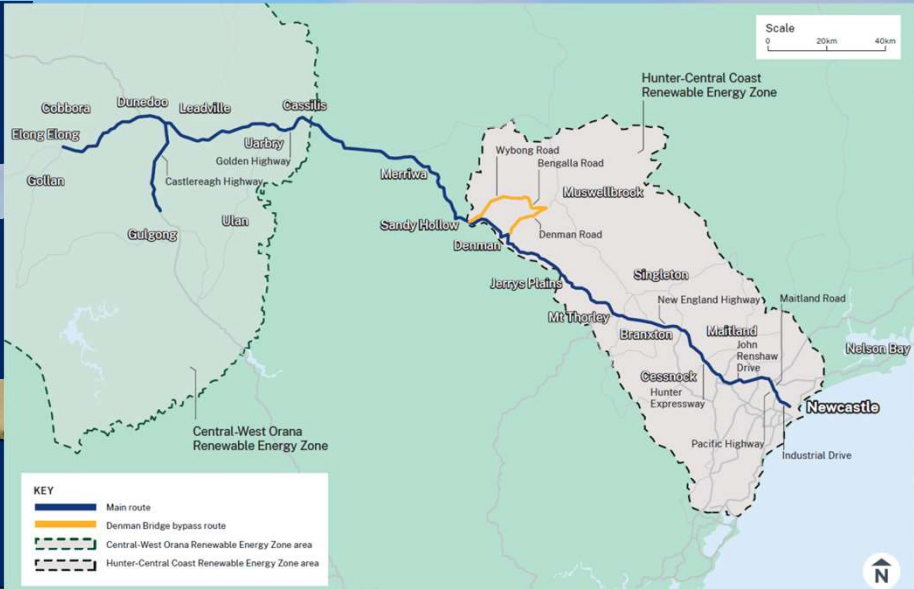 Scale
0 20km 40km
Hunter-Central Coast
Renewable Energy Zone
Cobbora
Dunedoo
Leadville
Cassilis
Elong Elong
Uarbry
Golden Highway
Gollan
Castlereagh Highway
Merriwa
Wybong Road
Bengalla Road
Muswellbrook
Ulan
Gulgong
Sandy Hollow
Denman
Denman Road
Jerrys Plains
Singleton
New England Highway
Maitland Road
Mt Thorley
Branxton
Maitland
John
Renshaw
Drive
Nelson Bay
Cessnock
Hunter
Expressway
Newcastle
Pacific Highway
Industrial Drive
Central-West Orana
Renewable Energy Zone
KEY
Main route
Denman Bridge bypass route
Central-West Orana Renewable Energy Zone area
Hunter-Central Coast Renewable Energy Zone area
N